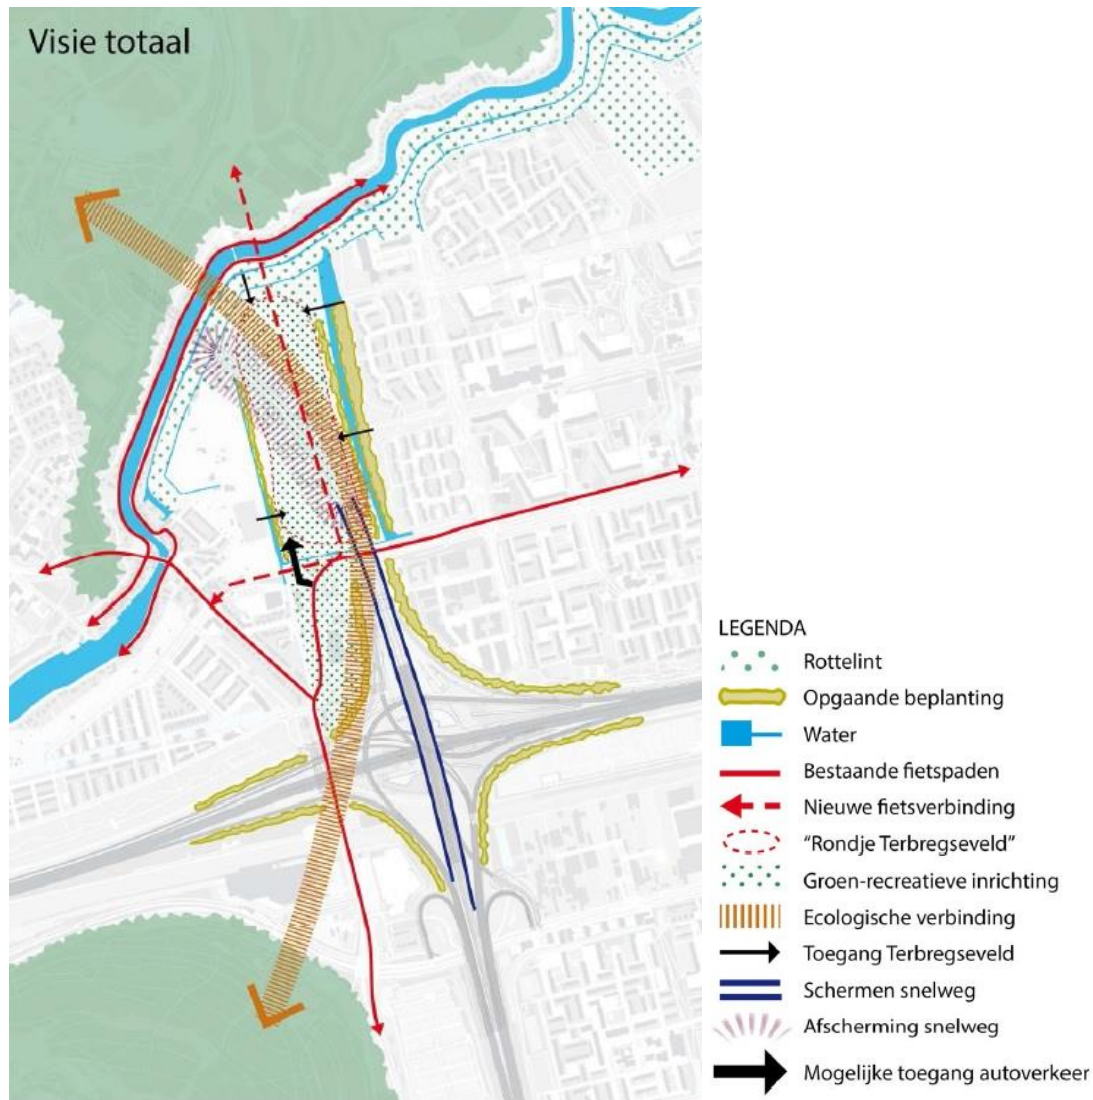 Visie totaal
LEGENDA
Rottelint
Opgaande beplanting
Water
Bestaande fietspaden
Nieuwe fietsverbinding
“Rondje Terbregseveld”
Groen-recreatieve inrichting
Ecologische verbinding
Toegang Terbregseveld
Schermen snelweg
Afscherming snelweg
Mogelijke toegang autoverkeer